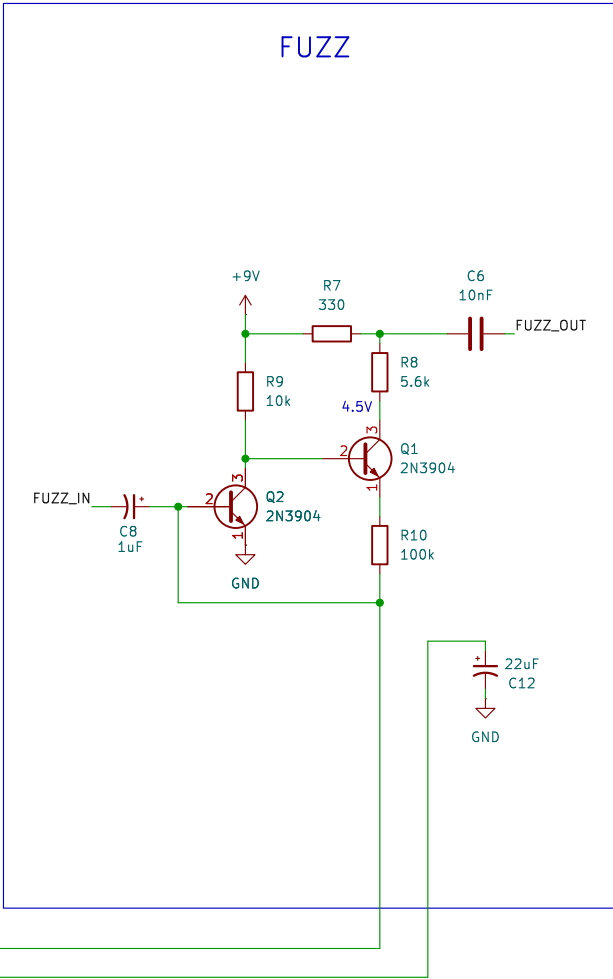 FUZZ
+9V
R7
330
C6
10nF
FUZZ_OUT
R9
10k
R8
5.6k
4.5V
3
2
1
Q1
2N3904
FUZZ_IN
+
C8
1uF
3
2
1
Q2
2N3904
GND
R10
100k
+
22uF
C12
GND